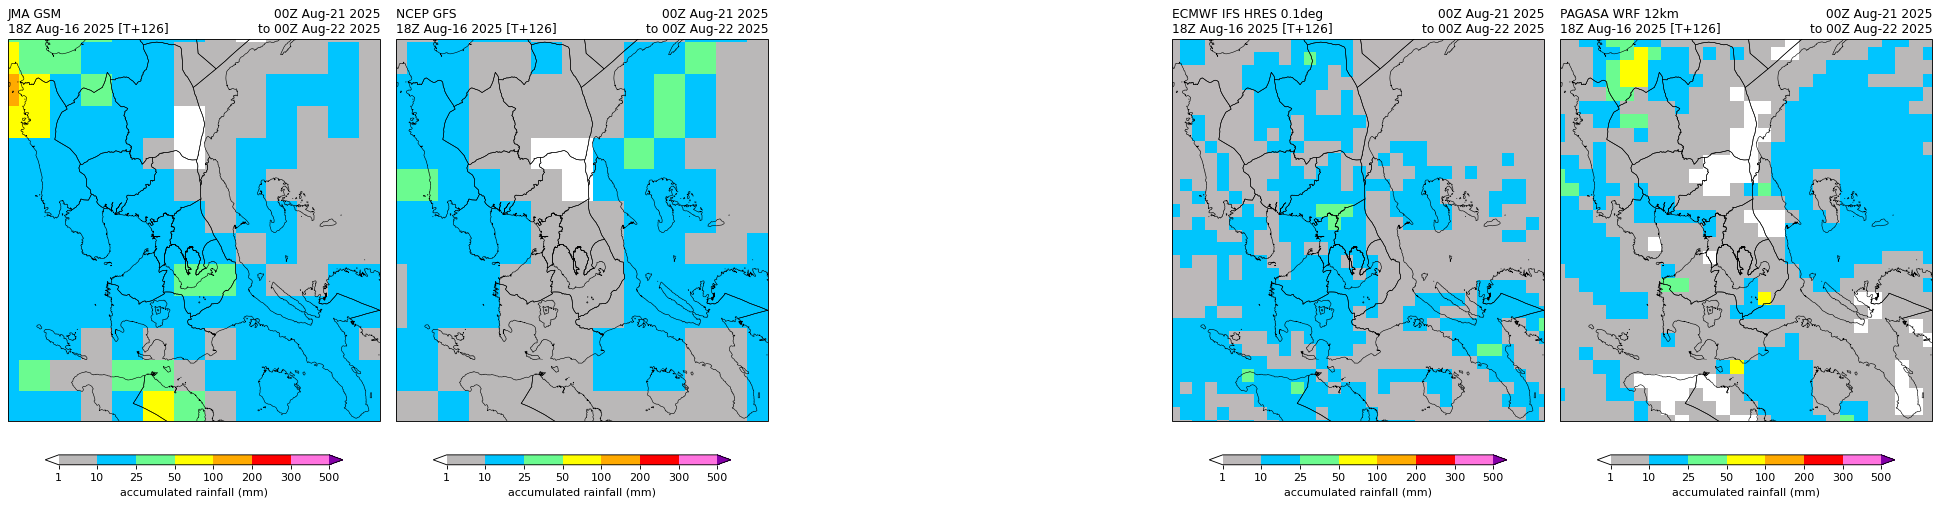 JMA GSM 00Z Aug-21 2025
18Z Aug-16 2025 [T+126] to 00Z Aug-22 2025
1 10 25 50 100 200 300 500
accumulated rainfall (mm)
NCEP GFS 00Z Aug-21 2025
18Z Aug-16 2025 [T+126] to 00Z Aug-22 2025
1 10 25 50 100 200 300 500
accumulated rainfall (mm)
ECMWF IFS HRES 0.1deg 00Z Aug-21 2025
18Z Aug-16 2025 [T+126] to 00Z Aug-22 2025
1 10 25 50 100 200 300 500
accumulated rainfall (mm)
PAGASA WRF 12km 00Z Aug-21 2025
18Z Aug-16 2025 [T+126] to 00Z Aug-22 2025
1 10 25 50 100 200 300 500
accumulated rainfall (mm)